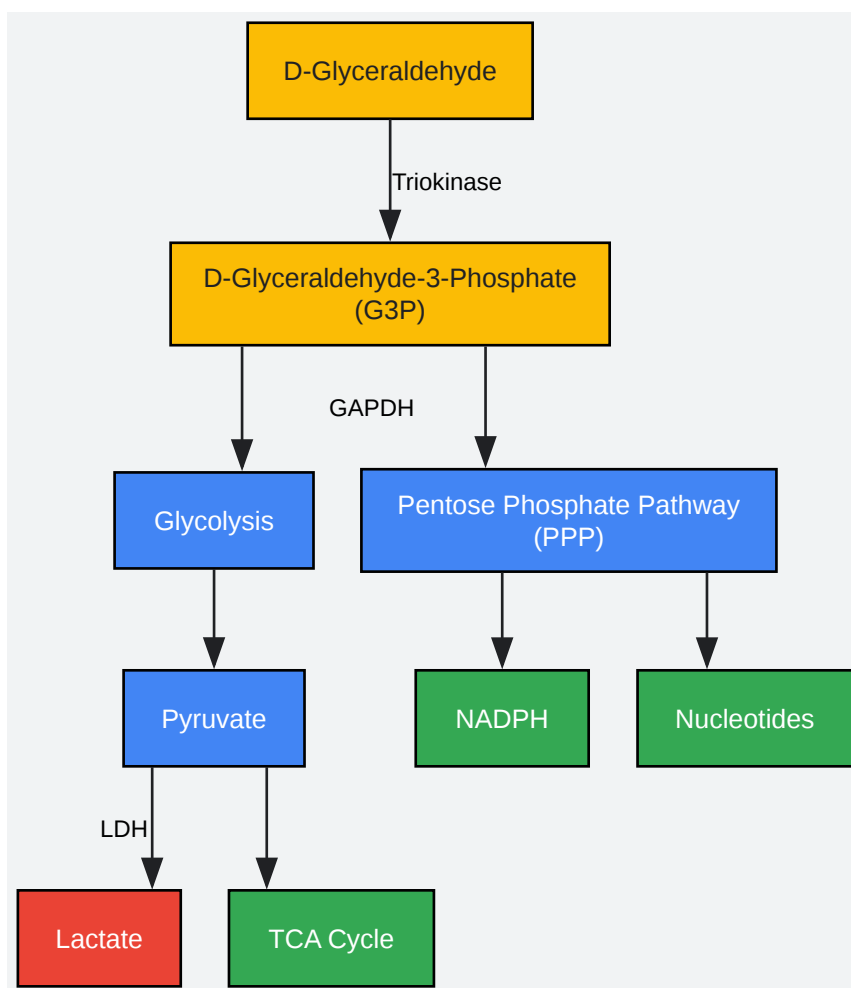 D-Glyceraldehyde
Triokinase
D-Glyceraldehyde-3-Phosphate
(G3P)
GAPDH
Glycolysis
Pentose Phosphate Pathway
(PPP)
Pyruvate
NADPH
Nucleotides
LDH
Lactate
TCA Cycle